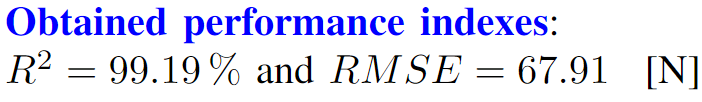 Obtained performance indexes:
R² = 99.19 % and RMSE = 67.91 [N]